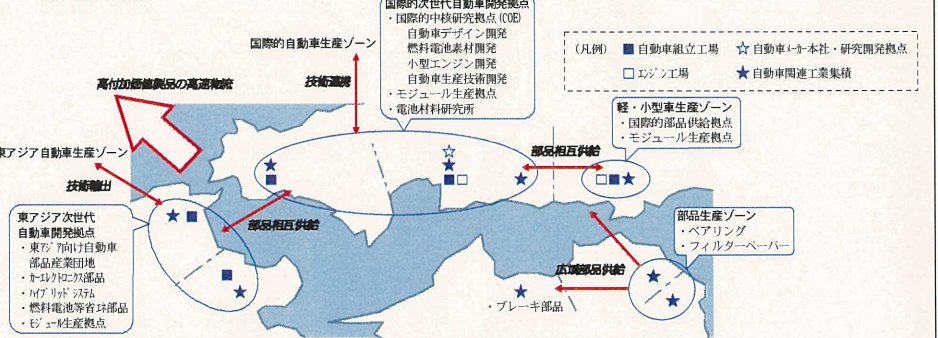 国際的次世代自動車開発拠点
・国際的中核研究拠点(COE)
自動車デザイン開発
燃料電池素材開発
小型エンジン開発
自動車生産技術開発
・モジュール生産拠点
・電池材料研究所
国際的自動車生産ゾーン
技術連携
(凡例)
■ 自動車組立工場
☆ 自動車メーカー本社・研究開発拠点
□ エンジン工場
★ 自動車関連工業集積
高付加価値製品の高速物流
軽・小型車生産ゾーン
・国際的部品供給拠点
・モジュール生産拠点
東アジア自動車生産ゾーン
技術輸出
部品相互供給
部品相互供給
東アジア次世代
自動車開発拠点
・東アジア向け自動車
部品産業団地
・カーエレクトロニクス部品
・ハイブリッドシステム
・燃料電池等省エネ部品
・モジュール生産拠点
部品生産ゾーン
・ベアリング
・フィルターペーパー
広域部品供給
・ブレーキ部品